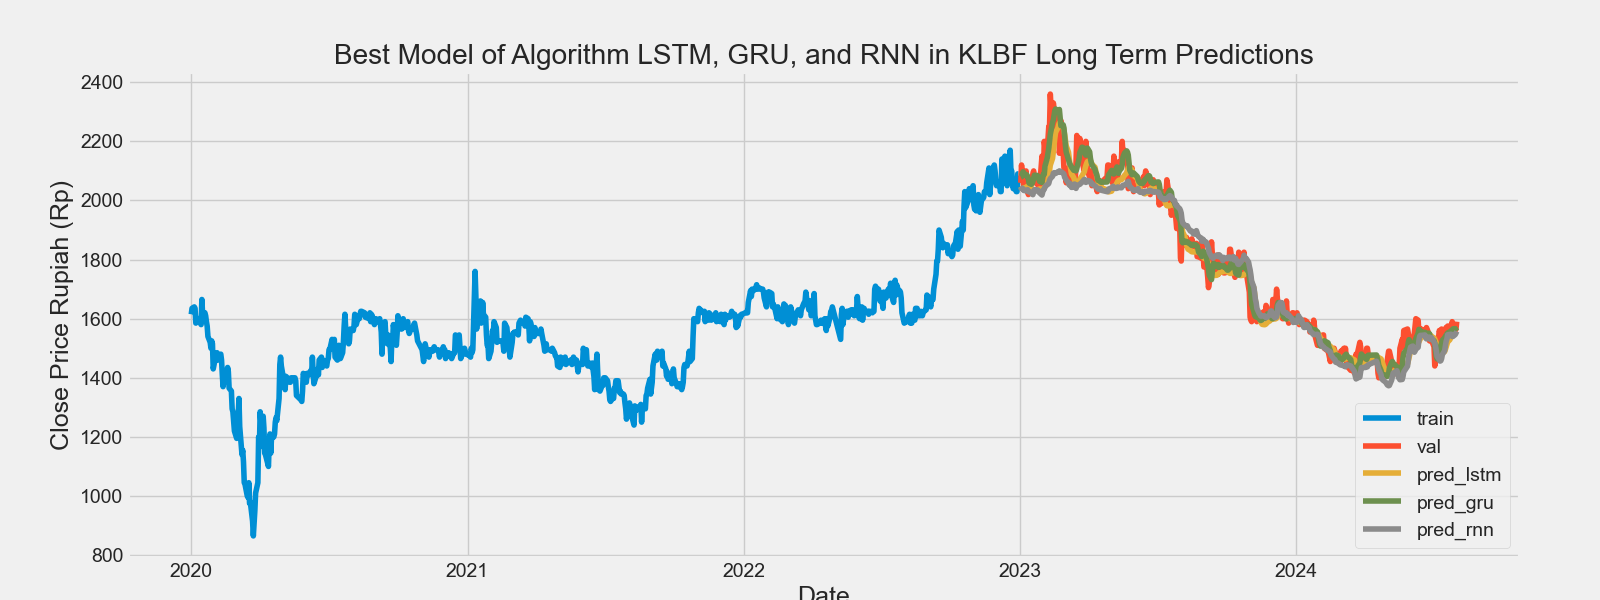 Best Model of Algorithm LSTM, GRU, and RNN in KLBF Long Term Predictions
Close Price Rupiah (Rp)
2400
2200
2000
1800
1600
1400
1200
1000
800
2020 2021 2022 2023 2024
Date
train
val
pred_lstm
pred_gru
pred_rnn